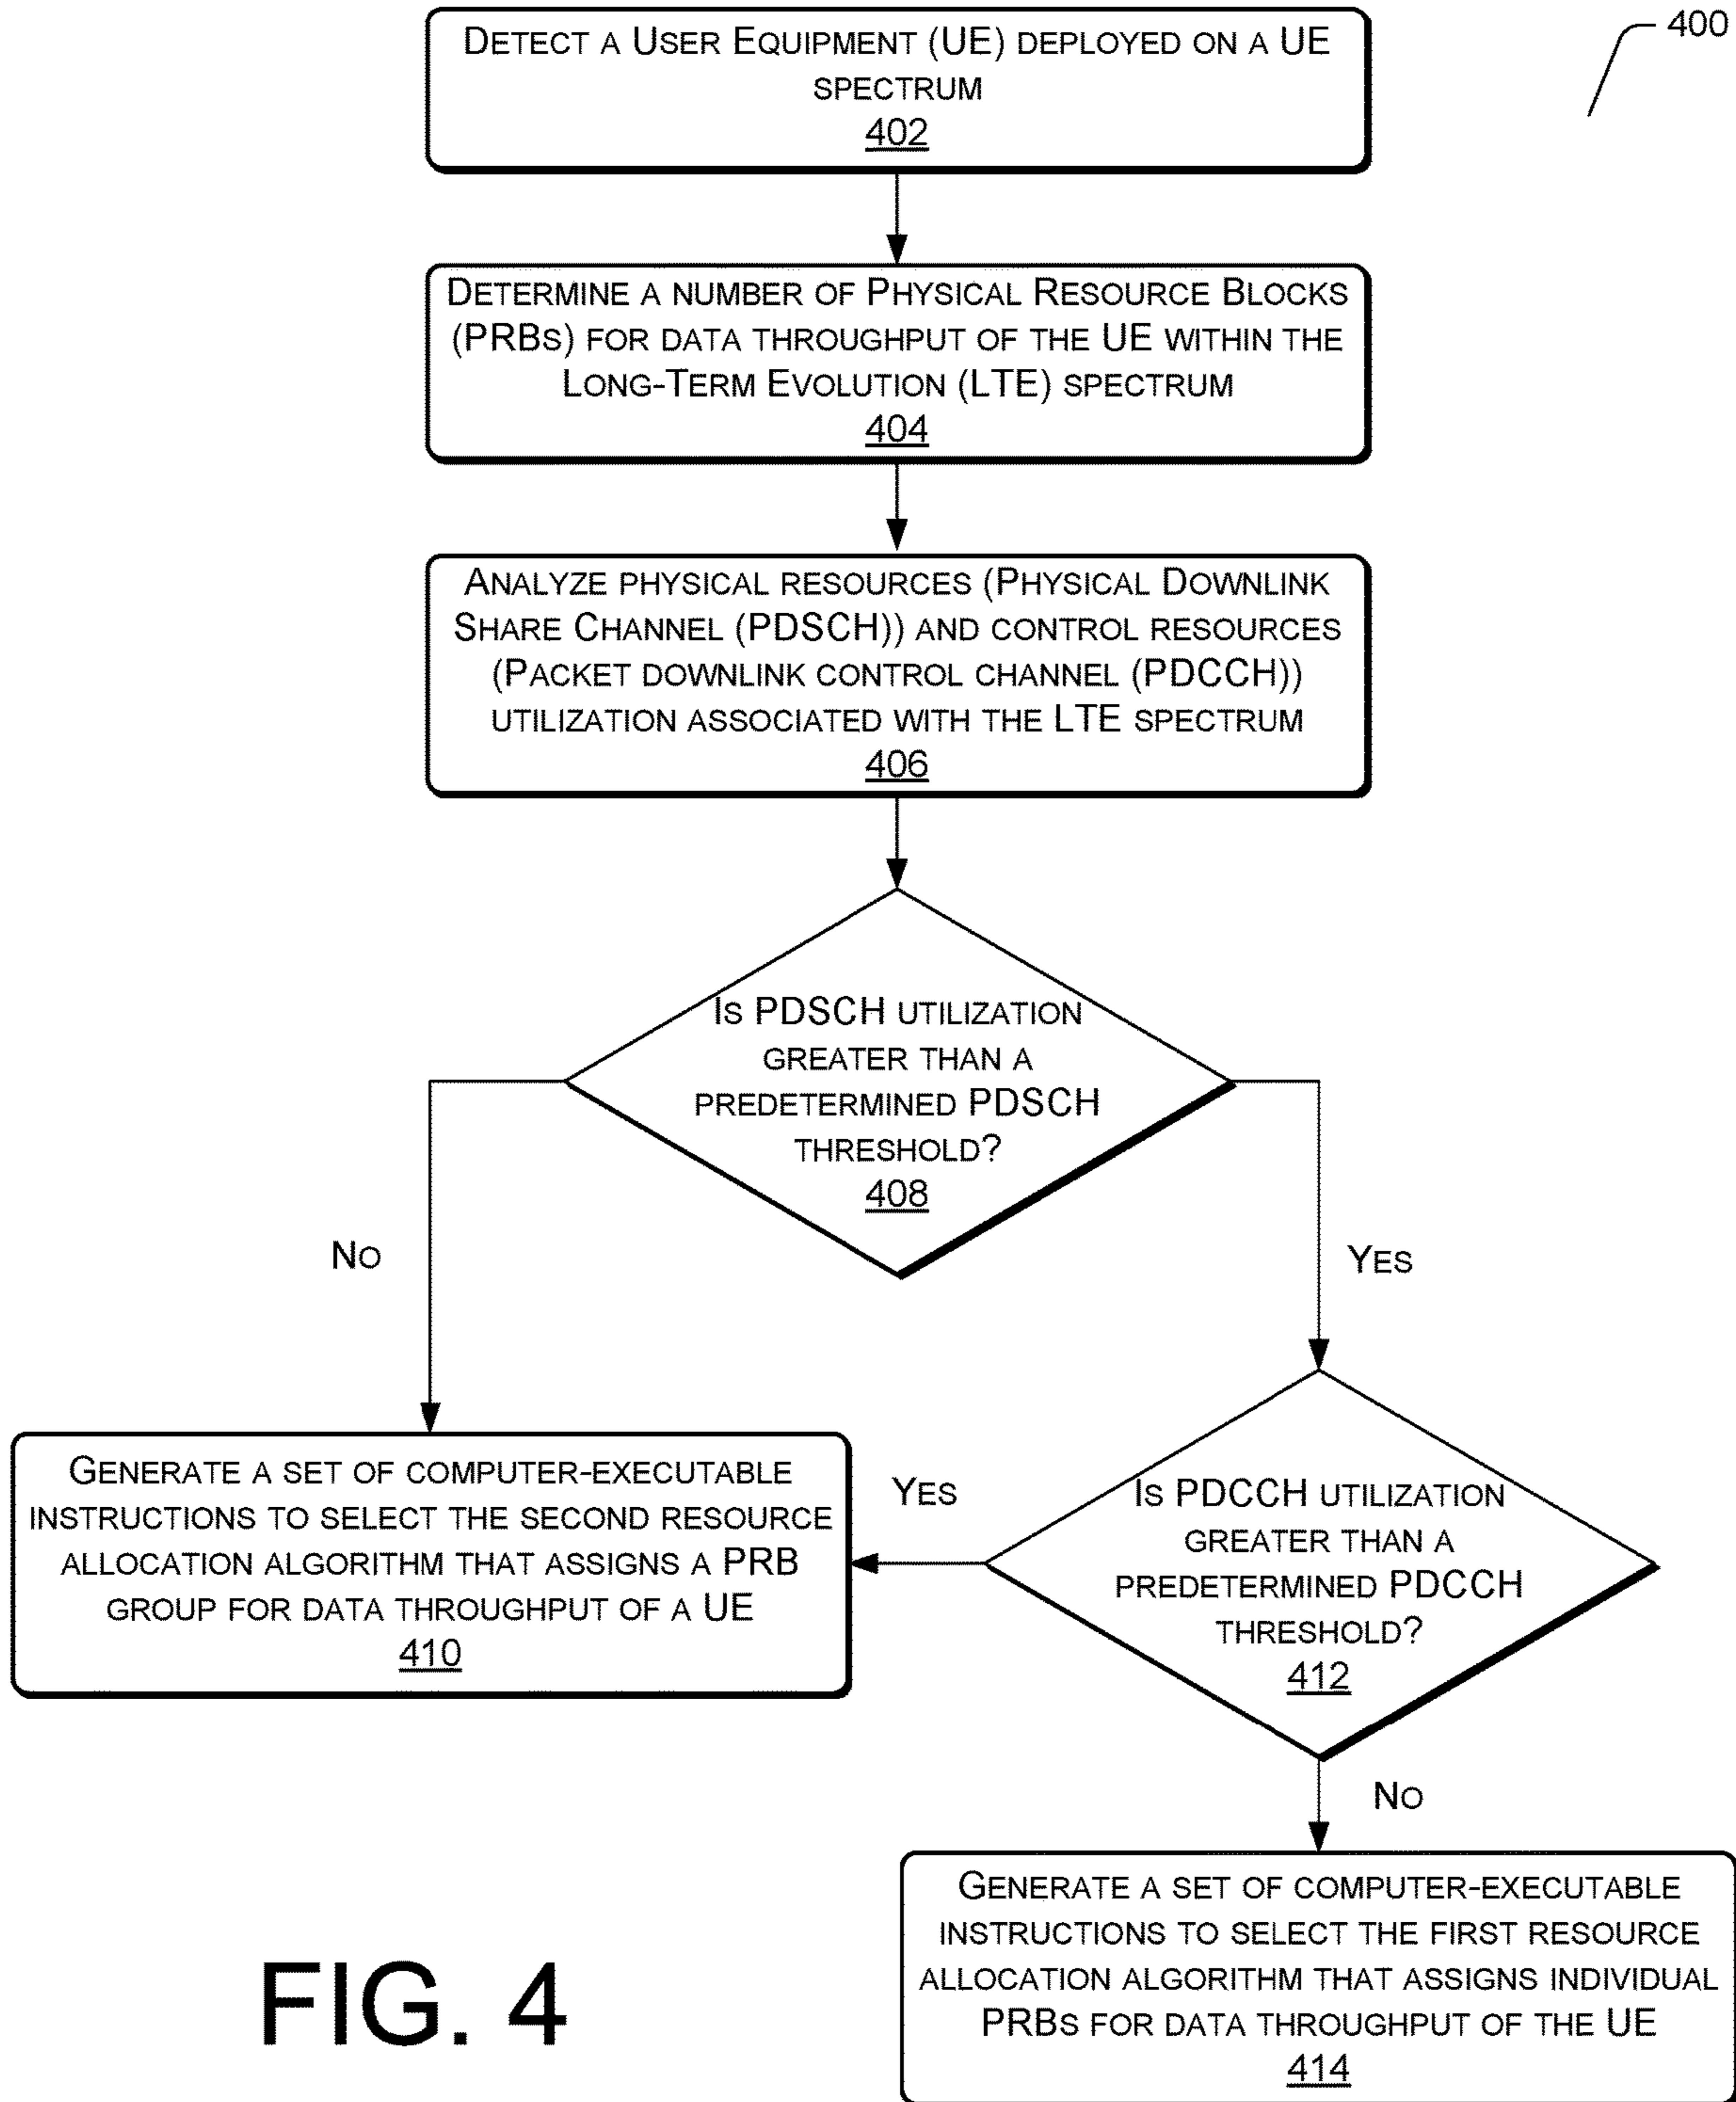 400
DETECT A USER EQUIPMENT (UE) DEPLOYED ON A UE
SPECTRUM
402
DETERMINE A NUMBER OF PHYSICAL RESOURCE BLOCKS
(PRBS) FOR DATA THROUGHPUT OF THE UE WITHIN THE
LONG-TERM EVOLUTION (LTE) SPECTRUM
404
ANALYZE PHYSICAL RESOURCES (PHYSICAL DOWNLINK
SHARE CHANNEL (PDSCH)) AND CONTROL RESOURCES
(PACKET DOWNLINK CONTROL CHANNEL (PDCCH))
UTILIZATION ASSOCIATED WITH THE LTE SPECTRUM
406
IS PDSCH UTILIZATION
GREATER THAN A
PREDETERMINED PDSCH
THRESHOLD?
408
NO
YES
GENERATE A SET OF COMPUTER-EXECUTABLE
INSTRUCTIONS TO SELECT THE SECOND RESOURCE
ALLOCATION ALGORITHM THAT ASSIGNS A PRB
GROUP FOR DATA THROUGHPUT OF A UE
410
YES
IS PDCCH UTILIZATION
GREATER THAN A
PREDETERMINED PDCCH
THRESHOLD?
412
NO
GENERATE A SET OF COMPUTER-EXECUTABLE
INSTRUCTIONS TO SELECT THE FIRST RESOURCE
ALLOCATION ALGORITHM THAT ASSIGNS INDIVIDUAL
PRBS FOR DATA THROUGHPUT OF THE UE
414
FIG. 4